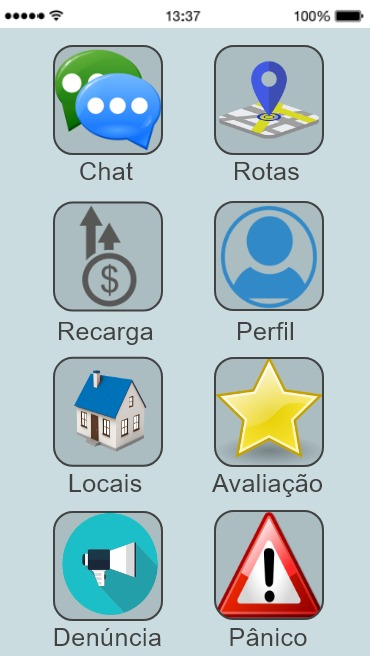 13:37 100%
Chat Rotas
$
Recarga Perfil
Locais Avaliação
Denúncia Pânico